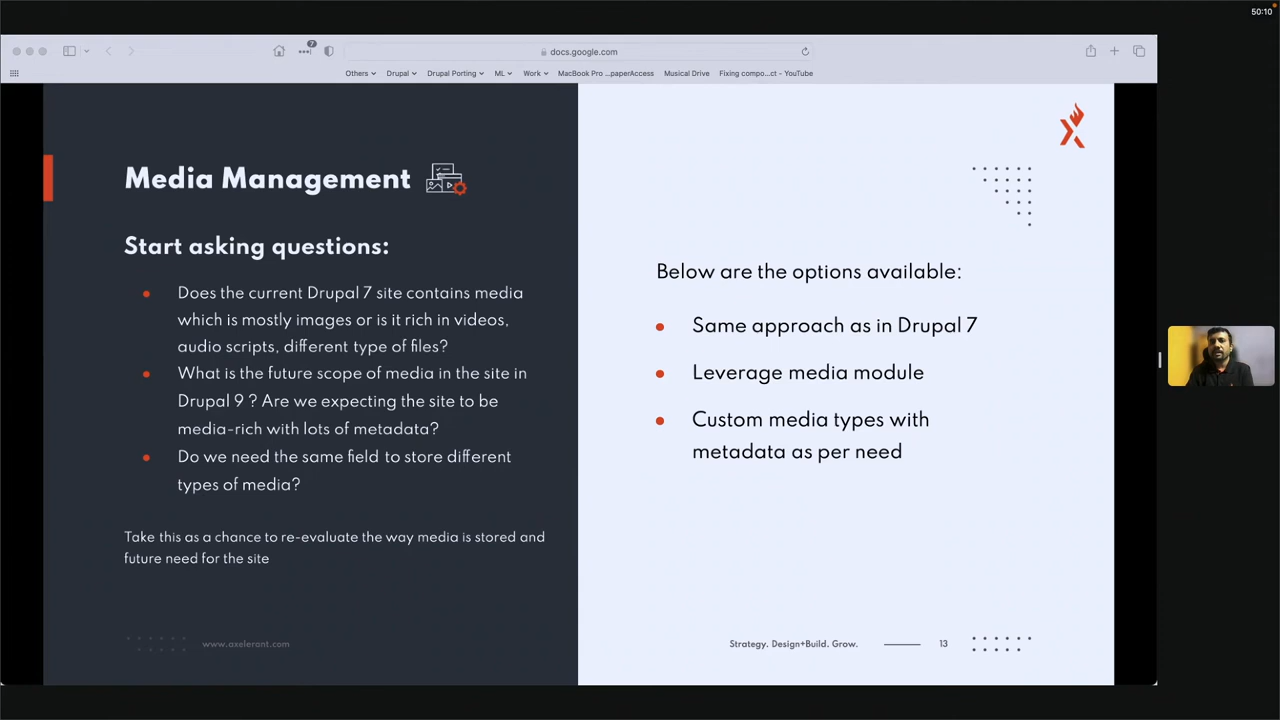 50:10
7
docs.google.com
Others Drupal Drupal Porting ML Work MacBook Pro ...paperAccess Musical Drive Fixing compo...ct - YouTube
Media Management
Start asking questions:
Does the current Drupal 7 site contains media
which is mostly images or is it rich in videos,
audio scripts, different type of files?
What is the future scope of media in the site in
Drupal 9 ? Are we expecting the site to be
media-rich with lots of metadata?
Do we need the same field to store different
types of media?
Take this as a chance to re-evaluate the way media is stored and
future need for the site
www.axelerant.com
Below are the options available:
Same approach as in Drupal 7
Leverage media module
Custom media types with
metadata as per need
Strategy. Design+Build. Grow. 13